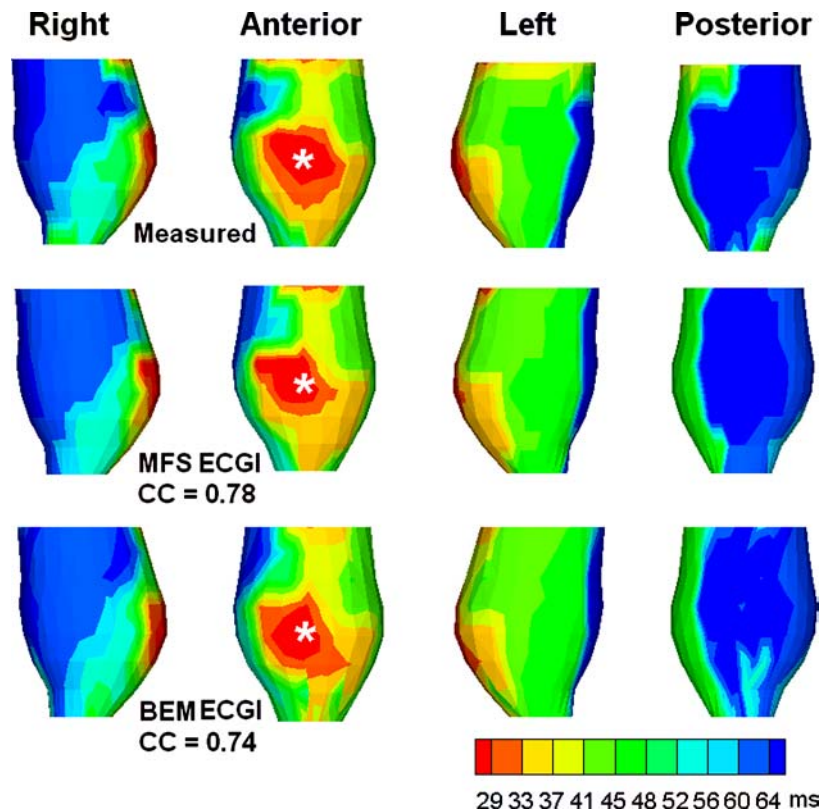 Right Anterior Left Posterior
*
Measured
*
MFS ECGI
CC = 0.78
*
BEM ECGI
CC = 0.74
29 33 37 41 45 48 52 56 60 64 ms